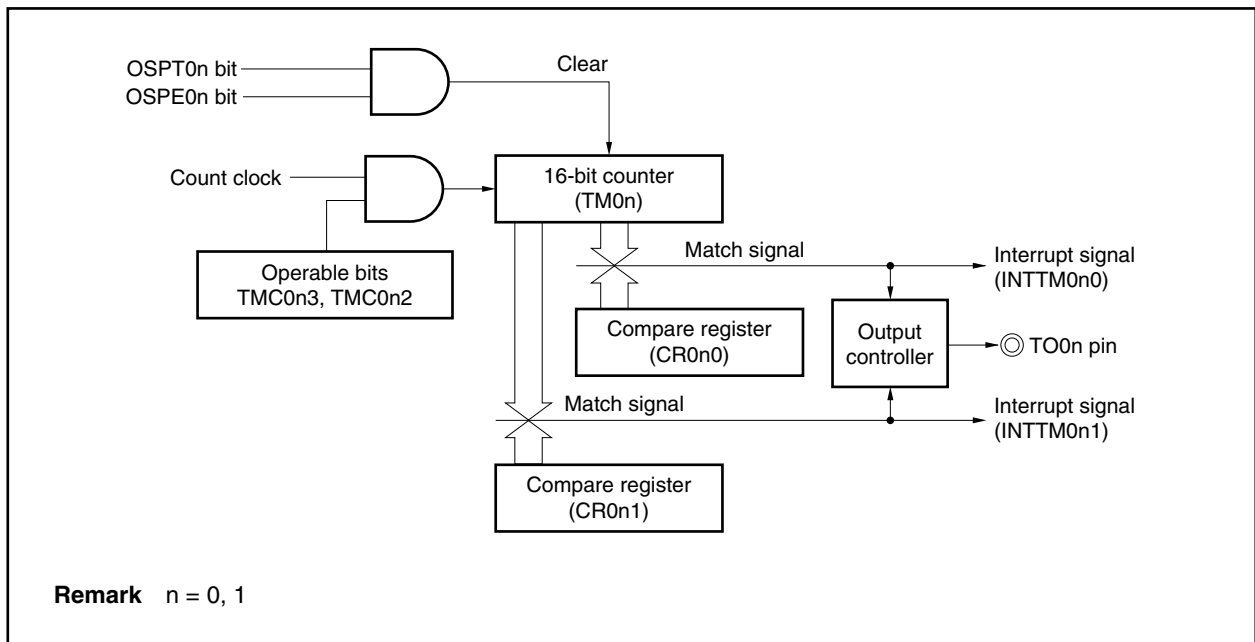 OSPT0n bit
OSPE0n bit
Clear
Count clock
16-bit counter
(TM0n)
Operable bits
TMC0n3, TMC0n2
Match signal
Interrupt signal
(INTTM0n0)
Compare register
(CR0n0)
Output
controller
TO0n pin
Match signal
Interrupt signal
(INTTM0n1)
Compare register
(CR0n1)
Remark n = 0, 1